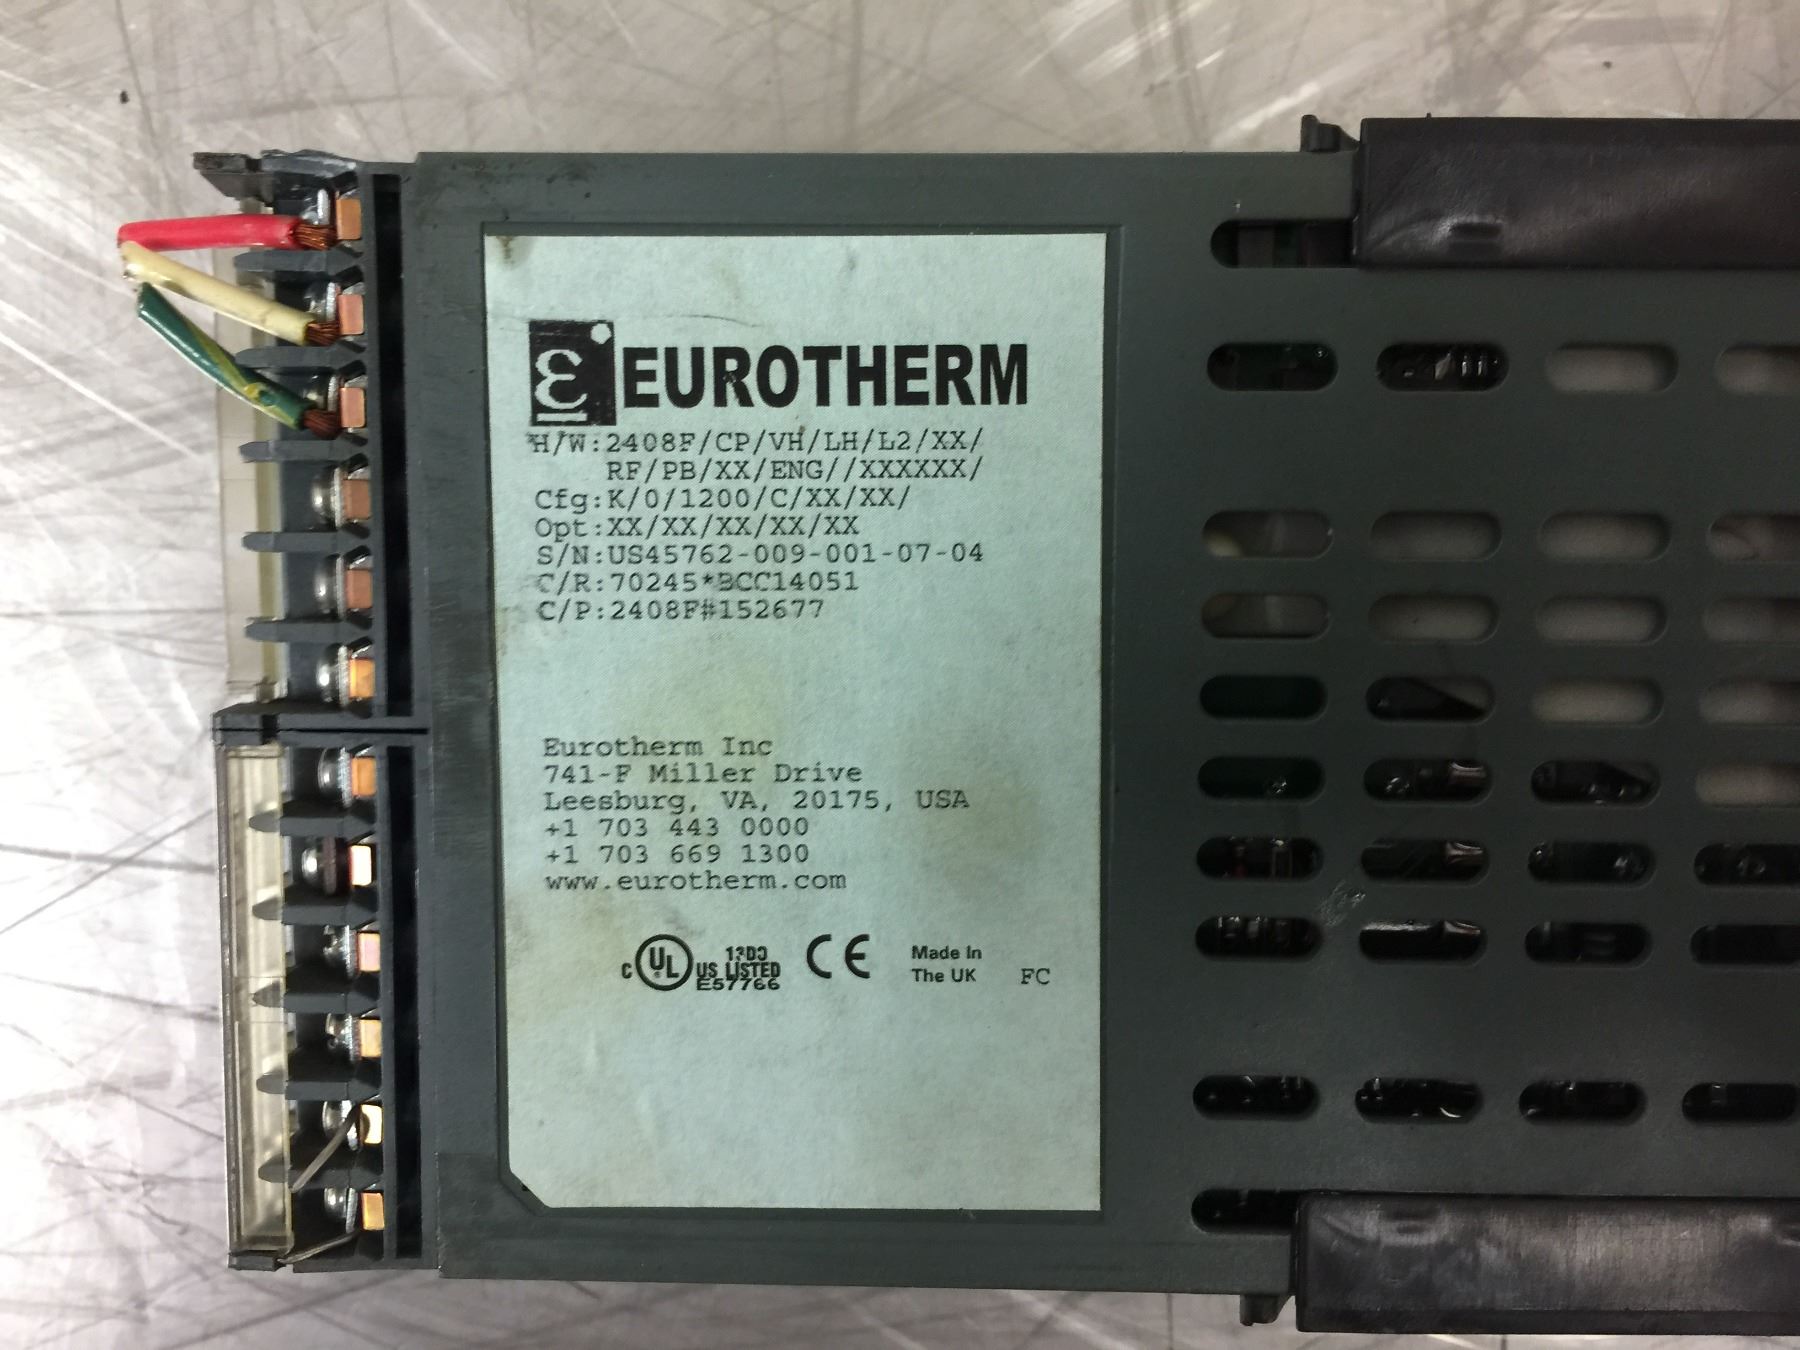 EUROTHERM
H/W:2408F/CP/VH/LH/L2/XX/
RF/PB/XX/ENG//XXXXXX/
Cfg:K/0/1200/C/XX/XX/
Opt:XX/XX/XX/XX/XX
S/N:US45762-009-001-07-04
C/R:70245*BCC14051
C/P:2408F#152677
Eurotherm Inc
741-F Miller Drive
Leesburg, VA, 20175, USA
+1 703 443 0000
+1 703 669 1300
www.eurotherm.com
C UL US LISTED
E57766
CE
Made In
The UK
FC